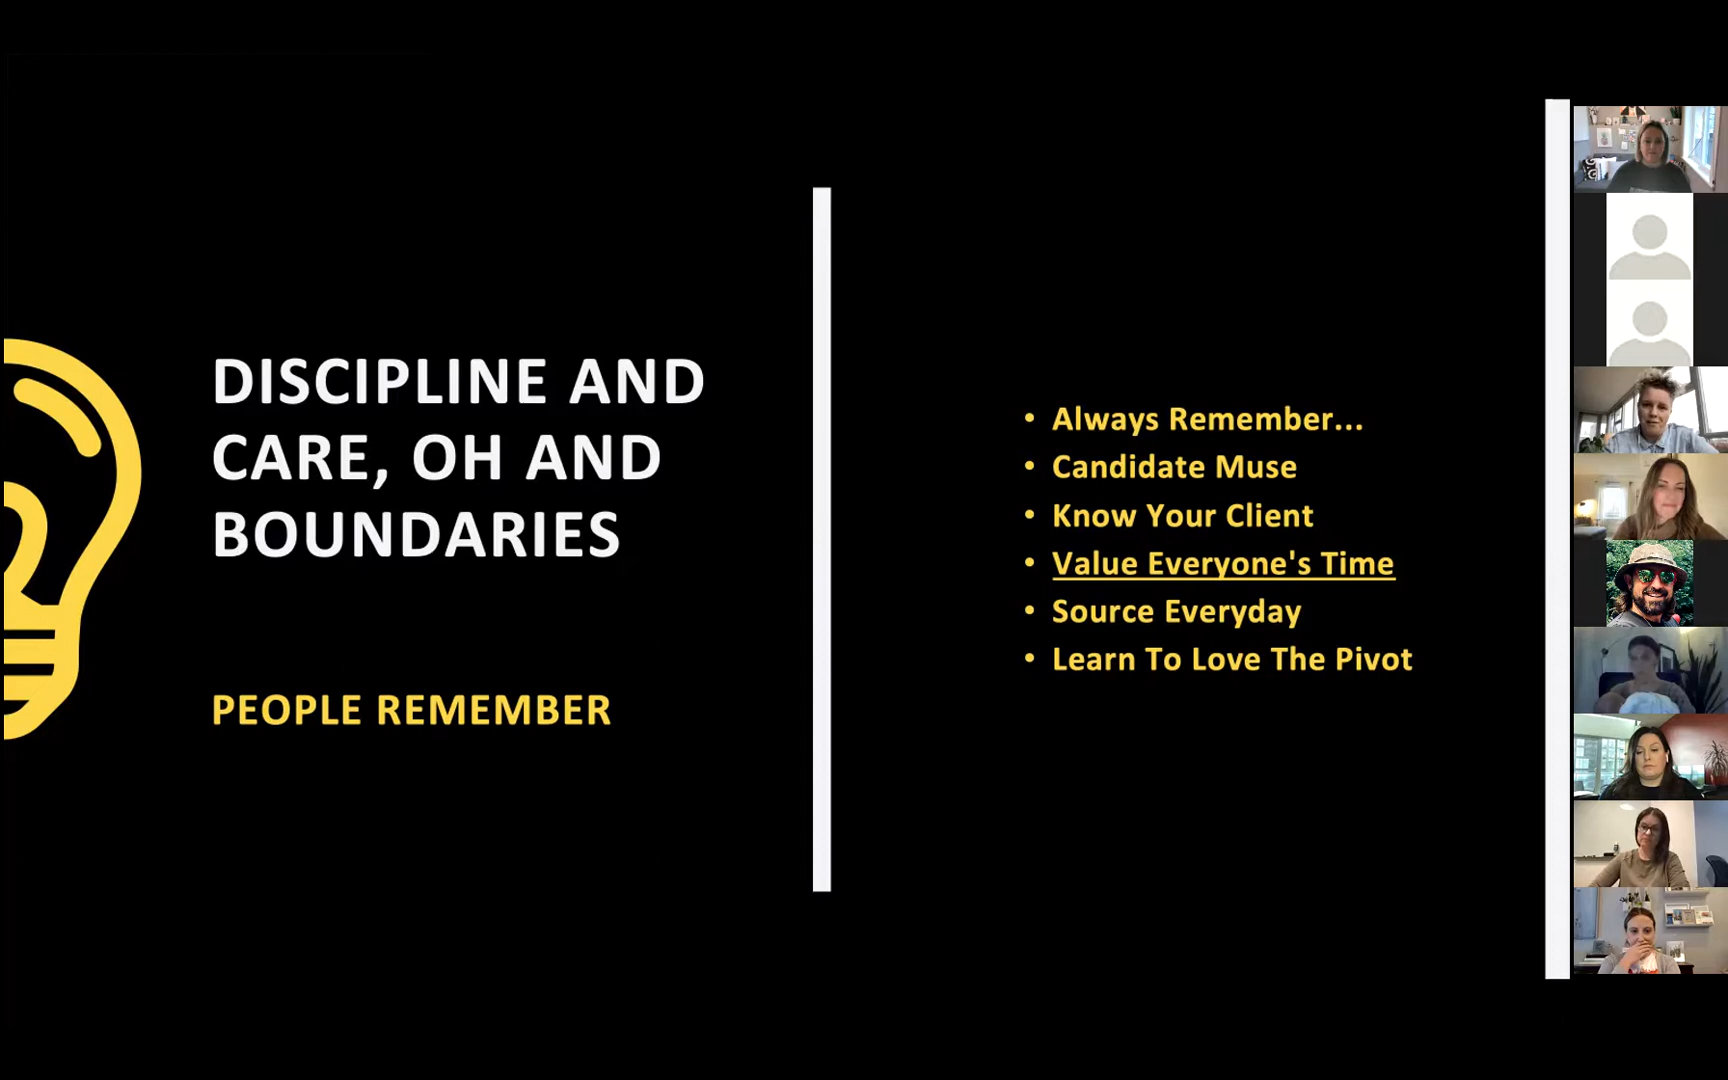 DISCIPLINE AND
CARE, OH AND
BOUNDARIES
PEOPLE REMEMBER
• Always Remember...
• Candidate Muse
• Know Your Client
• Value Everyone's Time
• Source Everyday
• Learn To Love The Pivot